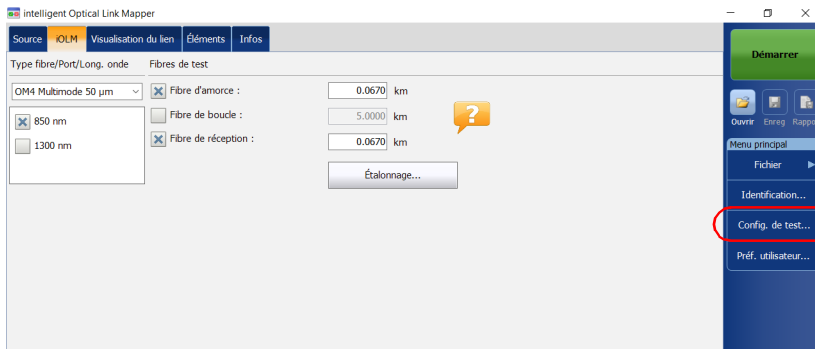 intelligent Optical Link Mapper
Source iOLM Visualisation du lien Éléments Infos
Type fibre/Port/Long. onde Fibres de test
OM4 Multimode 50 µm
850 nm
1300 nm
Fibre d'amorce : 0.0670 km
Fibre de boucle : 5.0000 km
Fibre de réception : 0.0670 km
?
Étalonnage...
Démarrer
Ouvrir Enreg Rappo
Menu principal
Fichier
Identification...
Config. de test...
Préf. utilisateur...